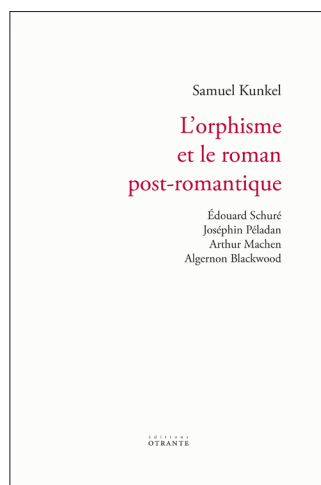 Samuel Kunkel
L'orphisme
et le roman
post-romantique
Édouard Schuré
Joséphin Péladan
Arthur Machen
Algernon Blackwood
éditions
OTRANTE